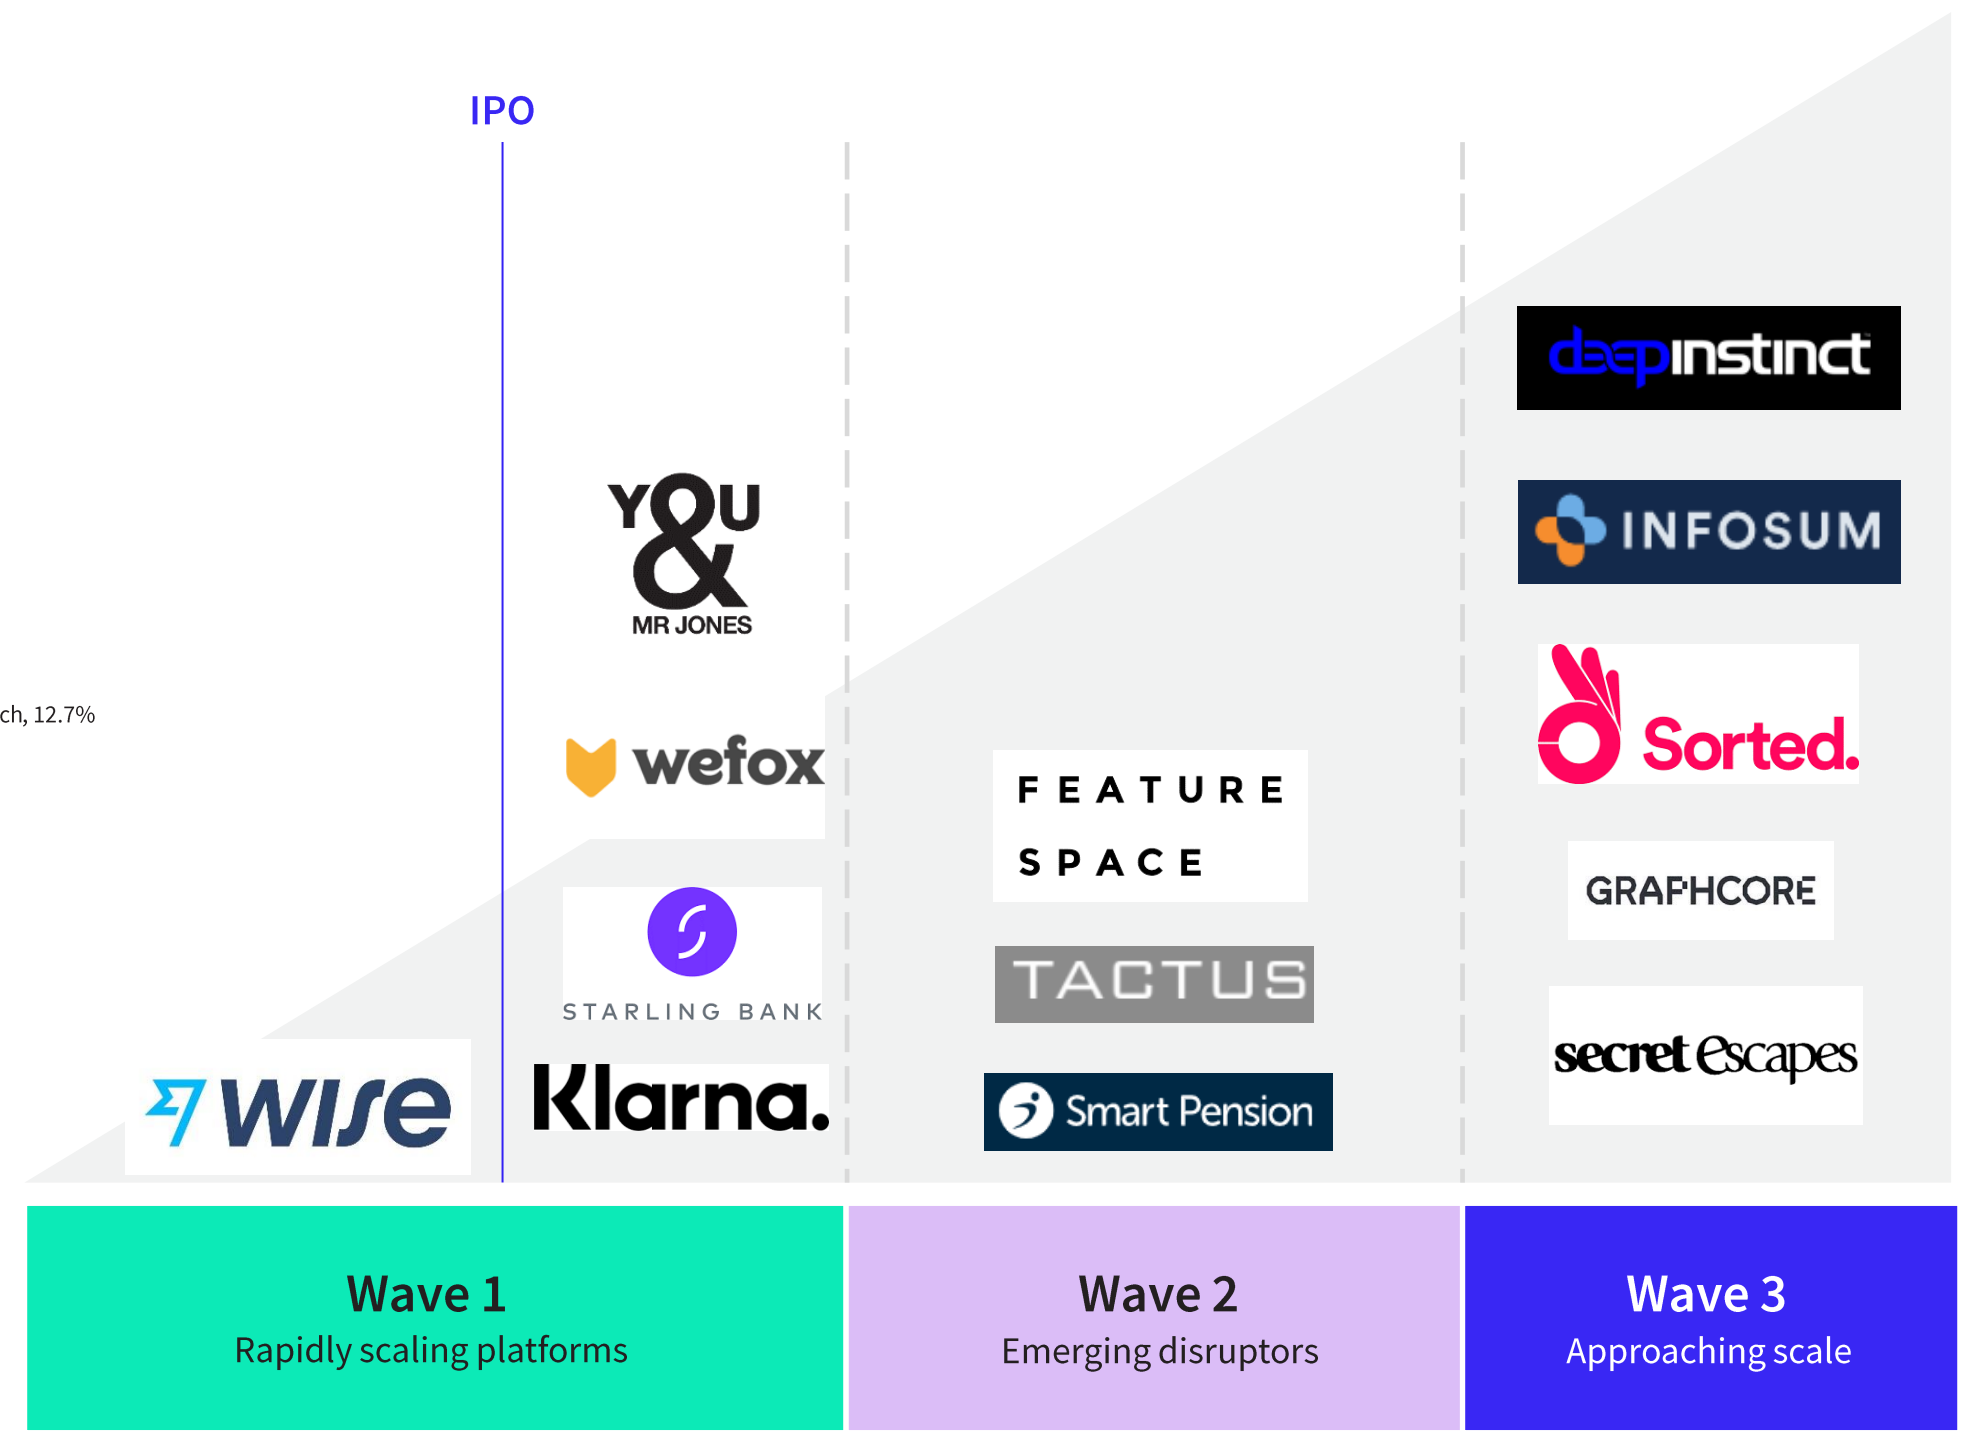 IPO
YOU
&
MR JONES
ch, 12.7%
wefox
STARLING BANK
WISE
Klarna.
FEATURE
SPACE
TACTUS
Smart Pension
deepinstinct
INFOSUM
Sorted.
GRAPHCORE
secret escapes
Wave 1
Rapidly scaling platforms
Wave 2
Emerging disruptors
Wave 3
Approaching scale